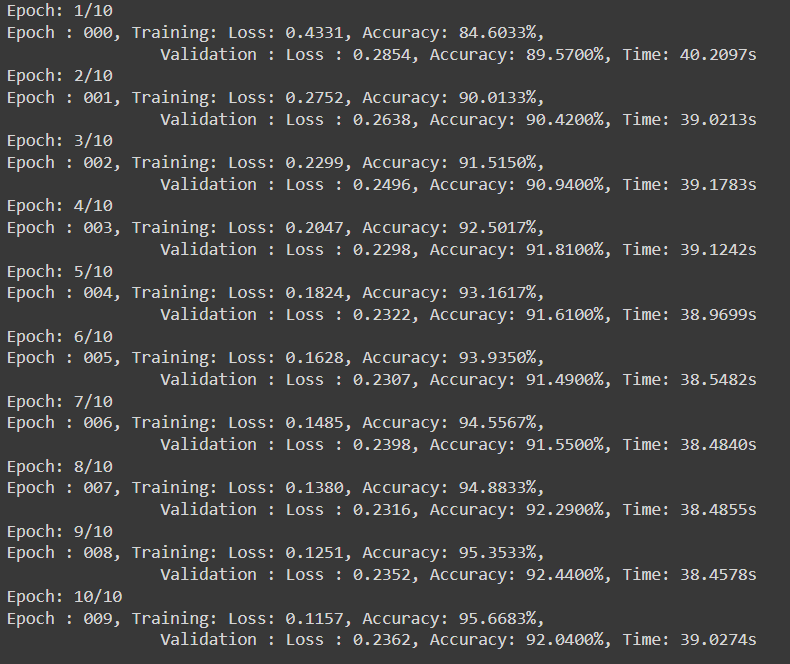 Epoch: 1/10
Epoch : 000, Training: Loss: 0.4331, Accuracy: 84.6033%,
Validation : Loss : 0.2854, Accuracy: 89.5700%, Time: 40.2097s
Epoch: 2/10
Epoch : 001, Training: Loss: 0.2752, Accuracy: 90.0133%,
Validation : Loss : 0.2638, Accuracy: 90.4200%, Time: 39.0213s
Epoch: 3/10
Epoch : 002, Training: Loss: 0.2299, Accuracy: 91.5150%,
Validation : Loss : 0.2496, Accuracy: 90.9400%, Time: 39.1783s
Epoch: 4/10
Epoch : 003, Training: Loss: 0.2047, Accuracy: 92.5017%,
Validation : Loss : 0.2298, Accuracy: 91.8100%, Time: 39.1242s
Epoch: 5/10
Epoch : 004, Training: Loss: 0.1824, Accuracy: 93.1617%,
Validation : Loss : 0.2322, Accuracy: 91.6100%, Time: 38.9699s
Epoch: 6/10
Epoch : 005, Training: Loss: 0.1628, Accuracy: 93.9350%,
Validation : Loss : 0.2307, Accuracy: 91.4900%, Time: 38.5482s
Epoch: 7/10
Epoch : 006, Training: Loss: 0.1485, Accuracy: 94.5567%,
Validation : Loss : 0.2398, Accuracy: 91.5500%, Time: 38.4840s
Epoch: 8/10
Epoch : 007, Training: Loss: 0.1380, Accuracy: 94.8833%,
Validation : Loss : 0.2316, Accuracy: 92.2900%, Time: 38.4855s
Epoch: 9/10
Epoch : 008, Training: Loss: 0.1251, Accuracy: 95.3533%,
Validation : Loss : 0.2352, Accuracy: 92.4400%, Time: 38.4578s
Epoch: 10/10
Epoch : 009, Training: Loss: 0.1157, Accuracy: 95.6683%,
Validation : Loss : 0.2362, Accuracy: 92.0400%, Time: 39.0274s